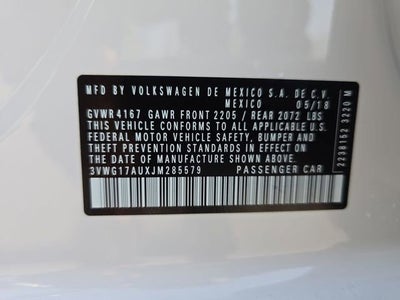 MFD BY VOLKSWAGEN DE MEXICO S.A. DE C.V.
MEXICO 05/18
GVWR 4167 GAWR FRONT 2205 / REAR 2072 LBS
THIS VEHICLE CONFORMS TO ALL APPLICABLE
FEDERAL MOTOR VEHICLE SAFETY, BUMPER AND
THEFT PREVENTION STANDARDS IN EFFECT ON
THE DATE OF MANUFACTURE SHOWN ABOVE
3VWG17AUXJM285579 PASSENGER CAR
2238152 3220 M